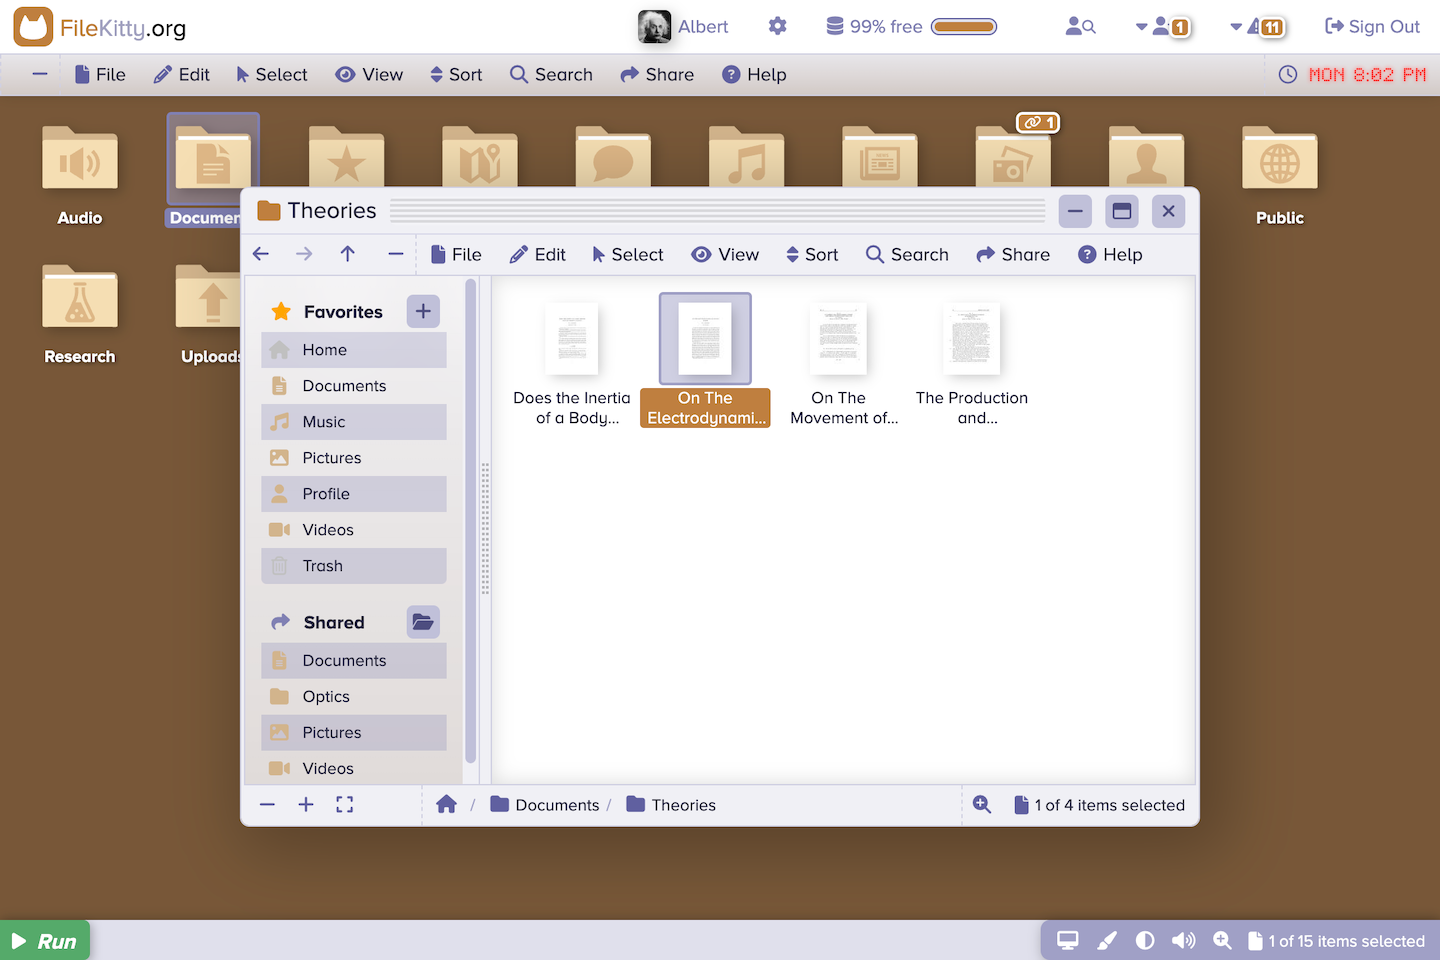 FileKitty.org
Albert
99% free
1
11
Sign Out
File Edit Select View Sort Search Share Help
MON 8:02 PM
1
Audio
Documen
Public
Research
Uploads
Theories
File Edit Select View Sort Search Share Help
Favorites
Home
Documents
Music
Pictures
Profile
Videos
Trash
Shared
Documents
Optics
Pictures
Videos
Does the Inertia
of a Body...
On The
Electrodynami...
On The
Movement of...
The Production
and...
/ Documents / Theories
1 of 4 items selected
Run
1 of 15 items selected